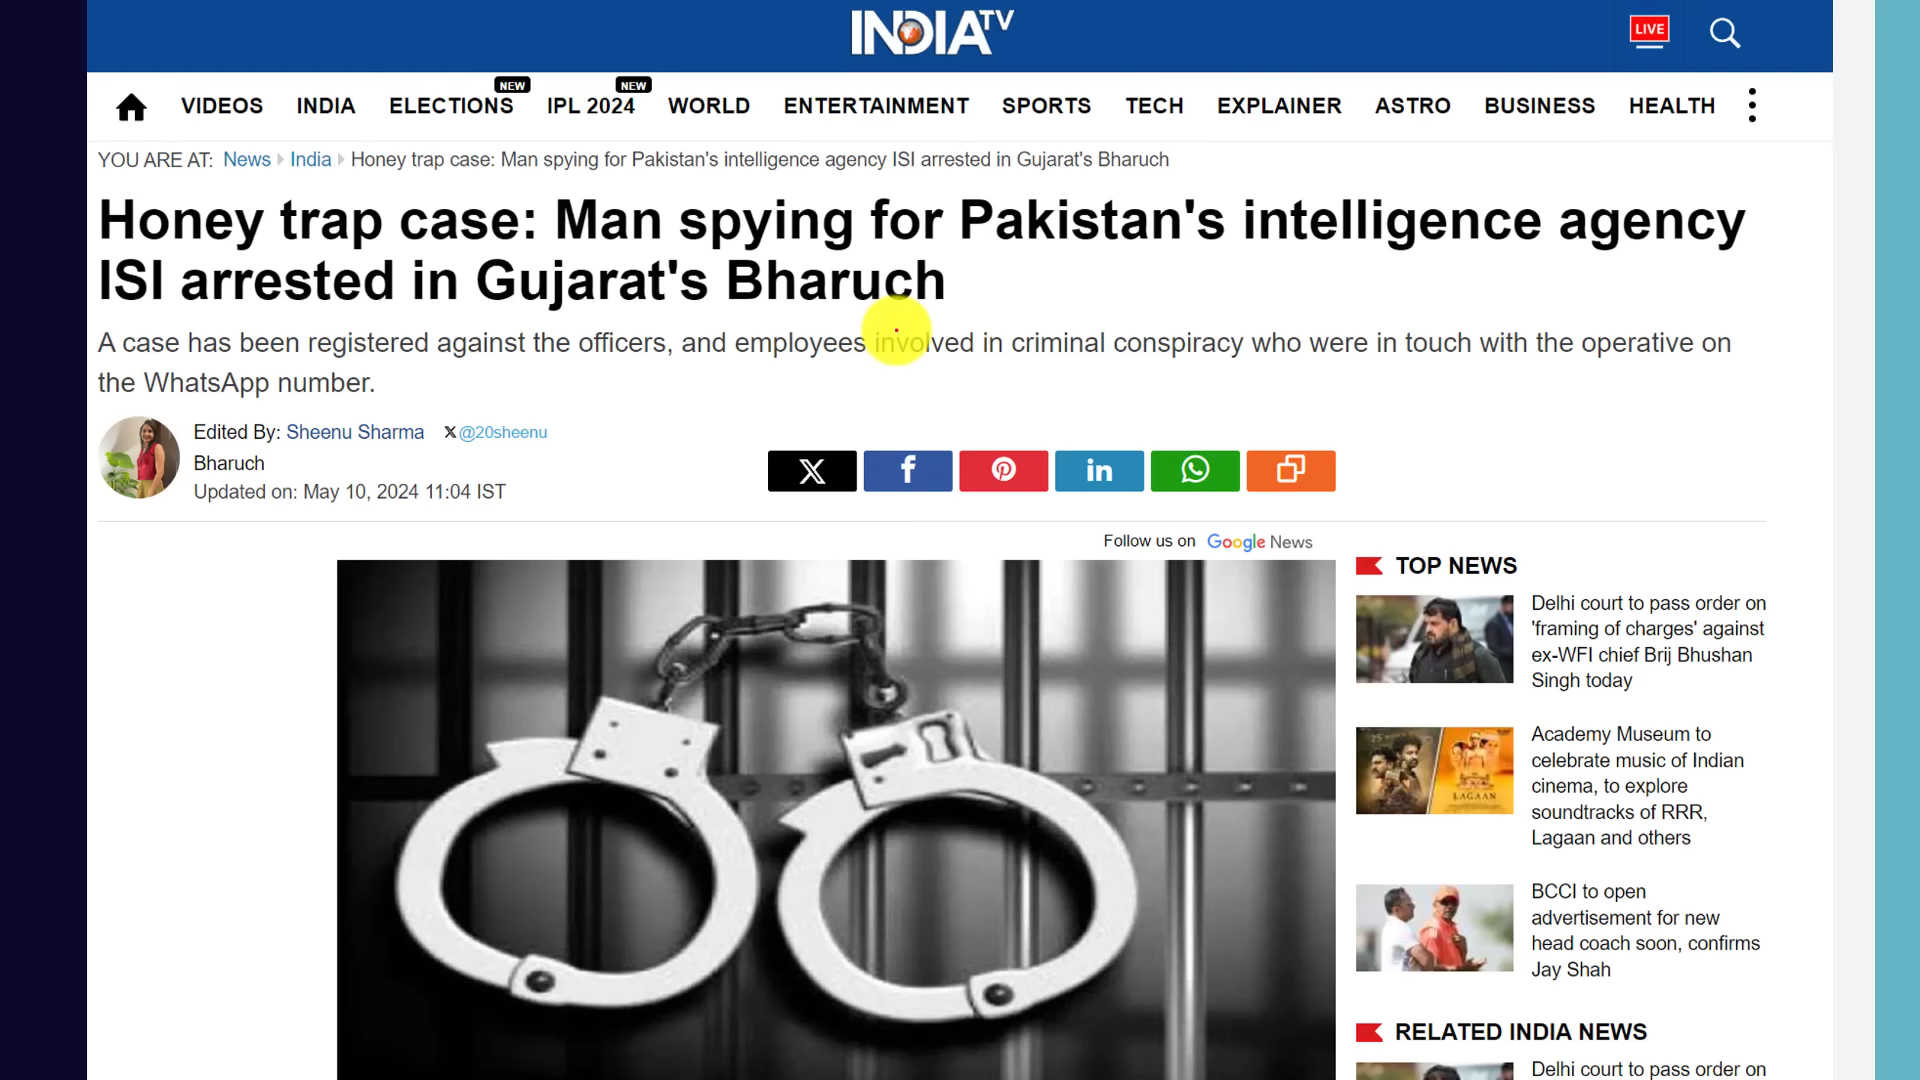 INDIA TV
LIVE
NEW
NEW
VIDEOS INDIA ELECTIONS IPL 2024 WORLD ENTERTAINMENT SPORTS TECH EXPLAINER ASTRO BUSINESS HEALTH
YOU ARE AT: News India Honey trap case: Man spying for Pakistan's intelligence agency ISI arrested in Gujarat's Bharuch
Honey trap case: Man spying for Pakistan's intelligence agency
ISI arrested in Gujarat's Bharuch
A case has been registered against the officers, and employees involved in criminal conspiracy who were in touch with the operative on
the WhatsApp number.
Edited By: Sheenu Sharma X@20sheenu
Bharuch
Updated on: May 10, 2024 11:04 IST
Follow us on Google News
TOP NEWS
Delhi court to pass order on
'framing of charges' against
ex-WFI chief Brij Bhushan
Singh today
Academy Museum to
celebrate music of Indian
cinema, to explore
soundtracks of RRR,
Lagaan and others
LAGAAN
BCCI to open
advertisement for new
head coach soon, confirms
Jay Shah
RELATED INDIA NEWS
Delhi court to pass order on